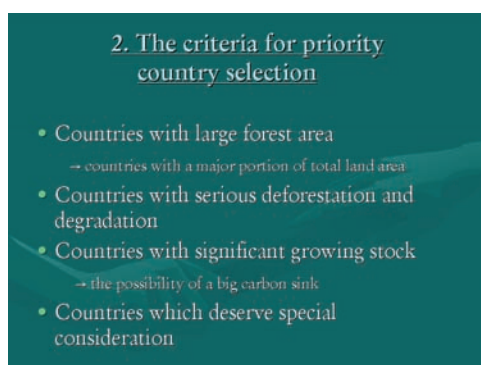 2. The criteria for priority
country selection
• Countries with large forest area
→ countries with a major portion of total land area
• Countries with serious deforestation and
degradation
• Countries with significant growing stock
→ the possibility of a big carbon sink
• Countries which deserve special
consideration